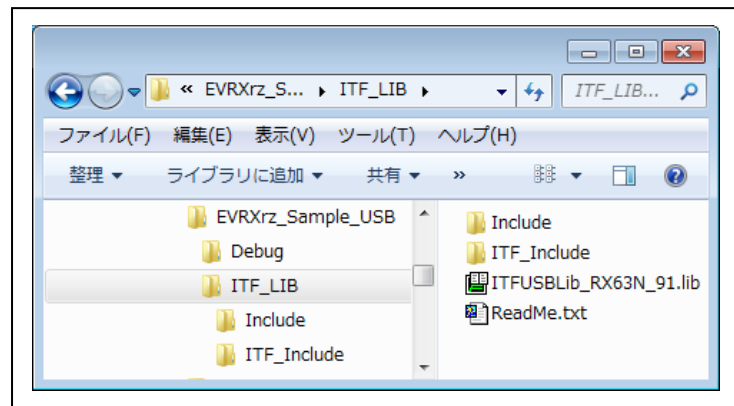 « EVRXrz_S... ▸ ITF_LIB ▸ ITF_LIB...
ファイル(F) 編集(E) 表示(V) ツール(T) ヘルプ(H)
整理 ▼ ライブラリに追加 ▼ 共有 ▼ »
EVRXrz_Sample_USB
Debug
ITF_LIB
Include
ITF_Include
Include
ITF_Include
ITFUSBLib_RX63N_91.lib
ReadMe.txt